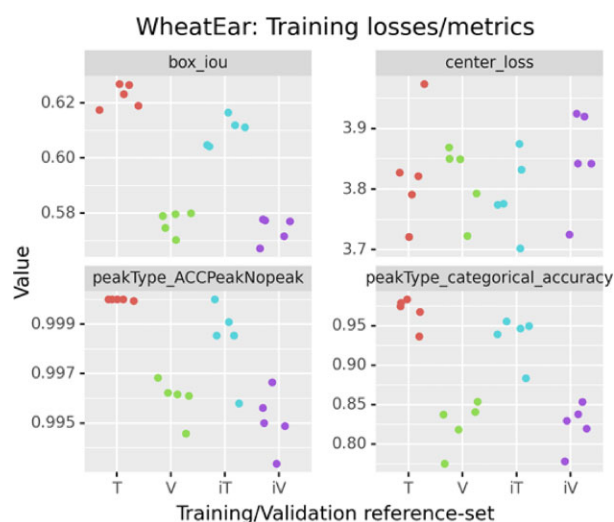 WheatEar: Training losses/metrics
box_iou
center_loss
0.62
0.60
0.58
3.9
3.8
3.7
Value
peakType_ACCPeakNopeak
peakType_categorical_accuracy
0.999
0.997
0.995
0.95
0.90
0.85
0.80
T V iT iV
T V iT iV
Training/Validation reference-set